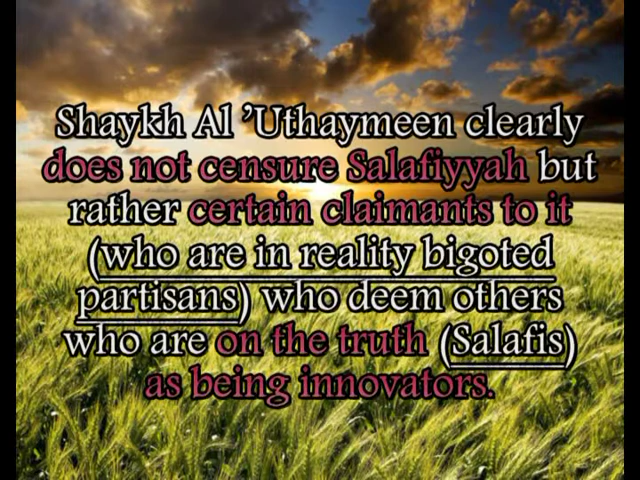 Shaykh Al 'Uthaymeen clearly
does not censure Salafiyyah but
rather certain claimants to it
(who are in reality bigoted
partisans) who deem others
who are on the truth (Salafis)
as being innovators.